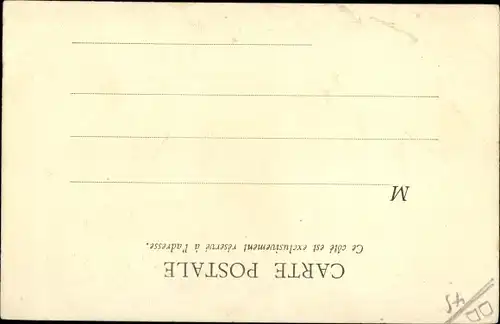 CARTE POSTALE
Ce côté est exclusivement réservé à l'adresse.
M